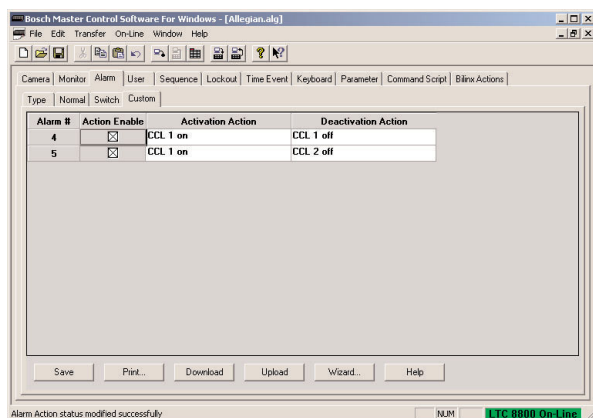 Bosch Master Control Software For Windows - [Allegian.alg]
File Edit Transfer On-Line Window Help
Camera Monitor Alarm User Sequence Lockout Time Event Keyboard Parameter Command Script Bilinx Actions
Type Normal Switch Custom
Alarm # Action Enable Activation Action Deactivation Action
4 CCL 1 on CCL 1 off
5 CCL 1 on CCL 2 off
Save Print... Download Upload Wizard... Help
Alarm Action status modified successfully NUM LTC 8800 On-Line